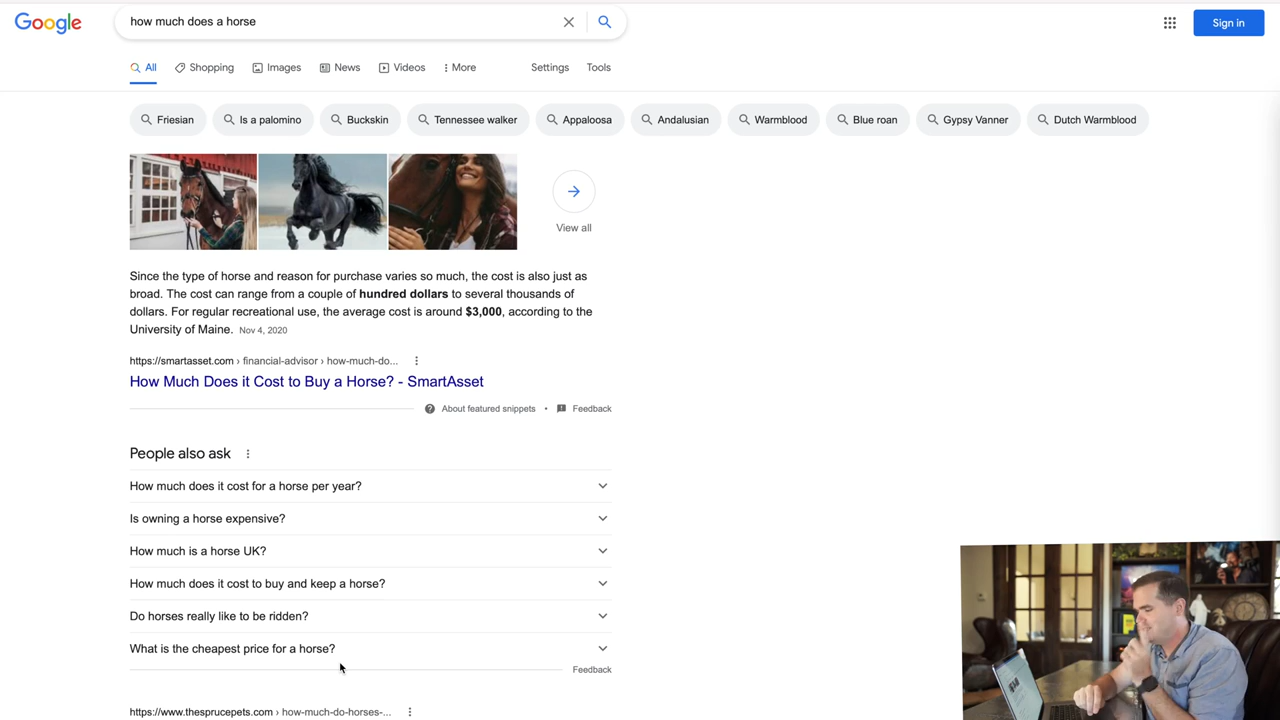 Google
how much does a horse
Sign in
All
Shopping
Images
News
Videos
More
Settings
Tools
Friesian
Is a palomino
Buckskin
Tennessee walker
Appaloosa
Andalusian
Warmblood
Blue roan
Gypsy Vanner
Dutch Warmblood
View all
Since the type of horse and reason for purchase varies so much, the cost is also just as
broad. The cost can range from a couple of hundred dollars to several thousands of
dollars. For regular recreational use, the average cost is around $3,000, according to the
University of Maine. Nov 4, 2020
https://smartasset.com › financial-advisor › how-much-do...
How Much Does it Cost to Buy a Horse? - SmartAsset
About featured snippets • Feedback
People also ask
How much does it cost for a horse per year?
Is owning a horse expensive?
How much is a horse UK?
How much does it cost to buy and keep a horse?
Do horses really like to be ridden?
What is the cheapest price for a horse?
Feedback
https://www.thesprucepets.com › how-much-do-horses-...